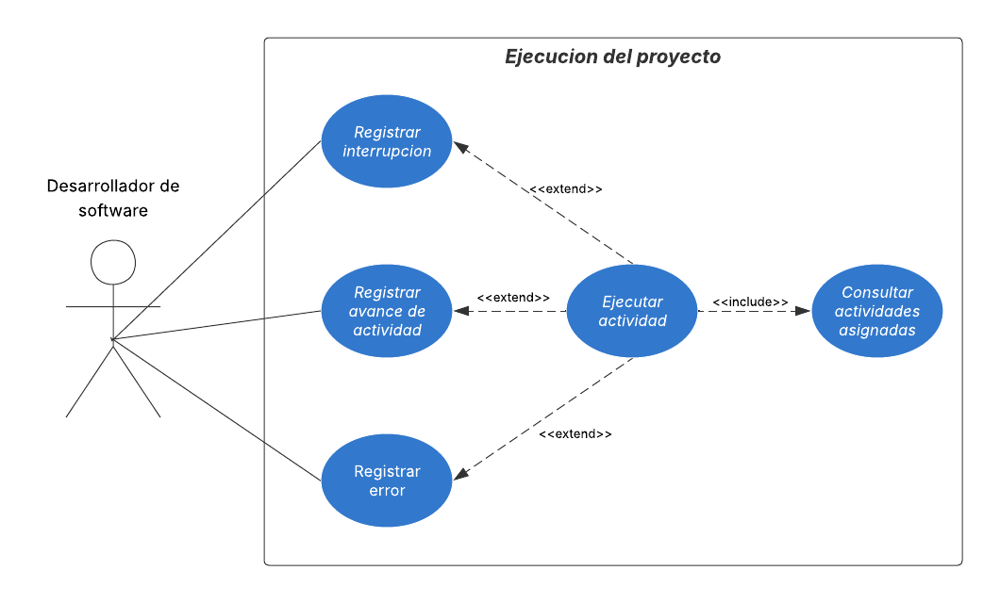 Ejecucion del proyecto
Registrar
interrupcion
Desarrollador de
software
<<extend>>
Registrar
avance de
actividad
<<extend>>
Ejecutar
actividad
<<include>>
Consultar
actividades
asignadas
<<extend>>
Registrar
error